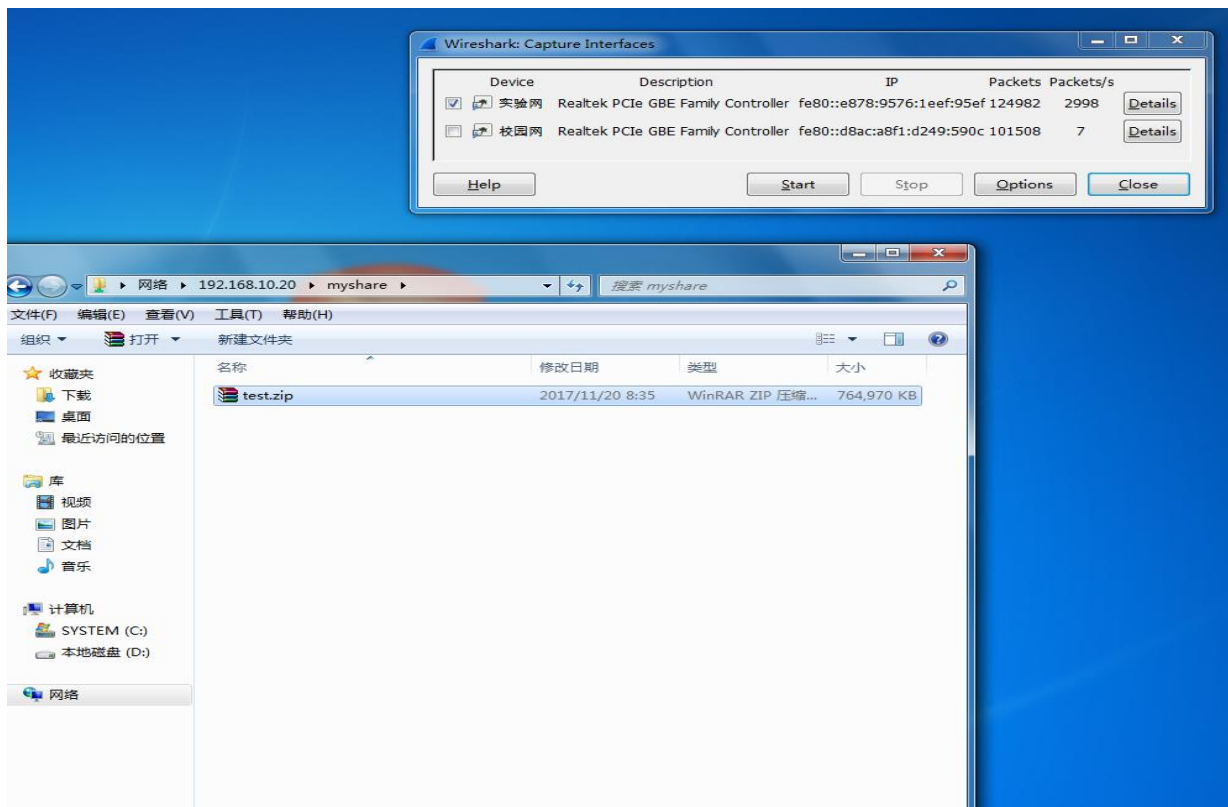 Wireshark: Capture Interfaces
Device Description IP Packets Packets/s
实验网 Realtek PCIe GBE Family Controller fe80::e878:9576:1eef:95ef 124982 2998 Details
校园网 Realtek PCIe GBE Family Controller fe80::d8ac:a8f1:d249:590c 101508 7 Details
Help Start Stop Options Close
网络 192.168.10.20 myshare 搜索 myshare
文件(F) 编辑(E) 查看(V) 工具(T) 帮助(H)
组织 打开 新建文件夹
名称 修改日期 类型 大小
test.zip 2017/11/20 8:35 WinRAR ZIP 压缩... 764,970 KB
收藏夹
下载
桌面
最近访问的位置
库
视频
图片
文档
音乐
计算机
SYSTEM (C:)
本地磁盘 (D:)
网络